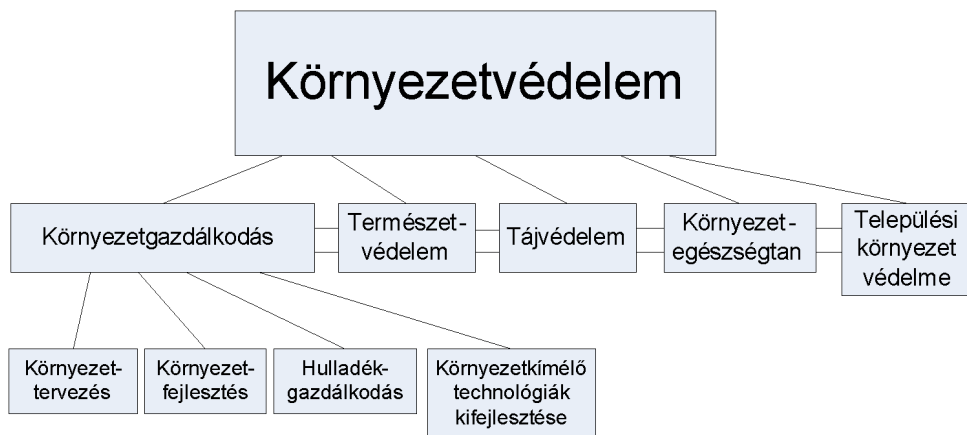 Környezetvédelem
Környezetgazdálkodás
Természet-
védelem
Tájvédelem
Környezet-
egészségtan
Települési
környezet
védelme
Környezet-
tervezés
Környezet-
fejlesztés
Hulladék-
gazdálkodás
Környezetkímélő
technológiák
kifejlesztése